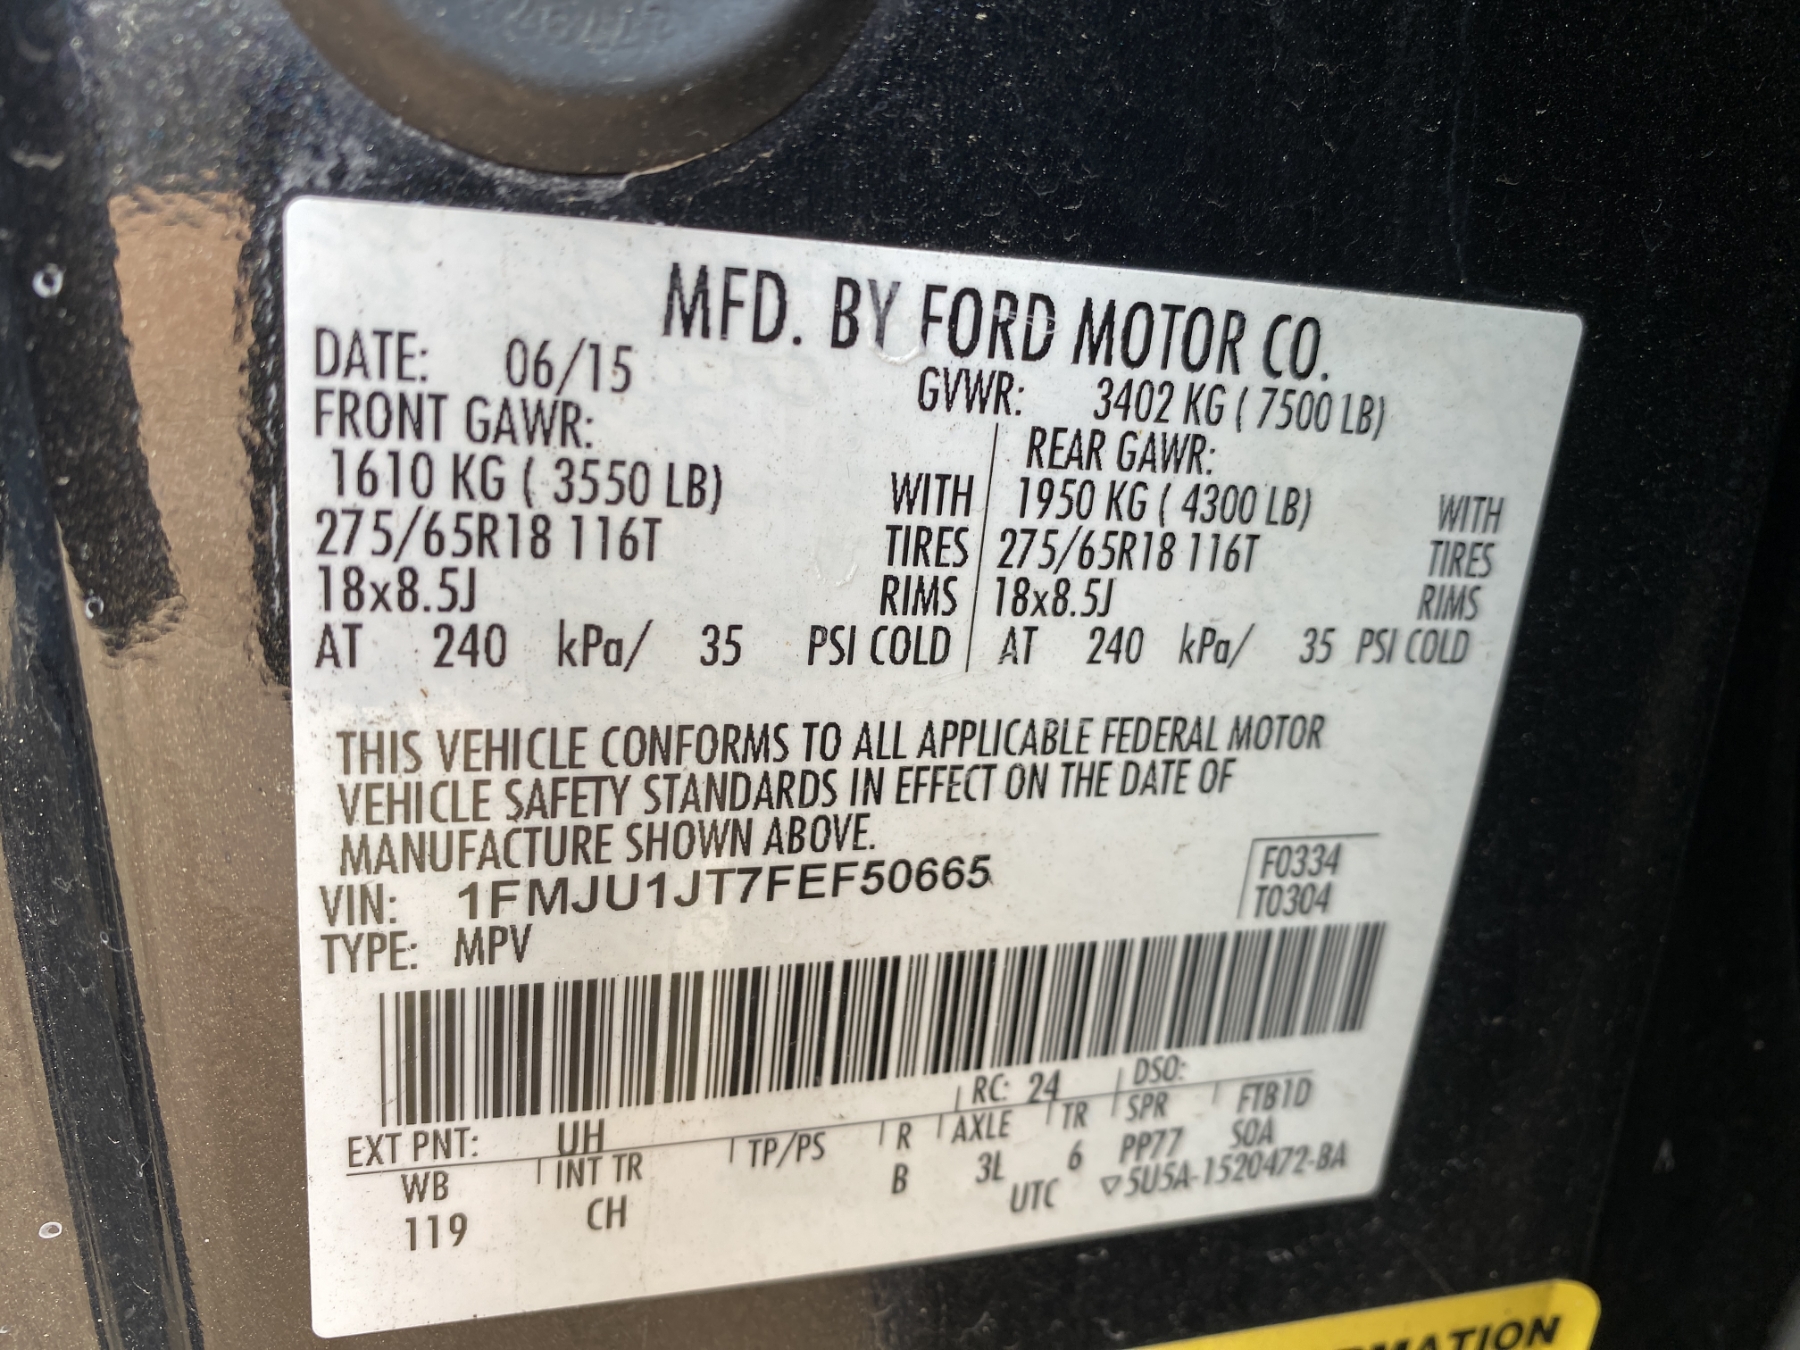 MFD. BY FORD MOTOR CO.
DATE: 06/15 GVWR: 3402 KG ( 7500 LB)
FRONT GAWR: REAR GAWR:
1610 KG ( 3550 LB) WITH 1950 KG ( 4300 LB) WITH
275/65R18 116T TIRES 275/65R18 116T TIRES
18x8.5J RIMS 18x8.5J RIMS
AT 240 kPa/ 35 PSI COLD AT 240 kPa/ 35 PSI COLD
THIS VEHICLE CONFORMS TO ALL APPLICABLE FEDERAL MOTOR
VEHICLE SAFETY STANDARDS IN EFFECT ON THE DATE OF
MANUFACTURE SHOWN ABOVE.
VIN: 1FMJU1JT7FEF50665 F0334
TYPE: MPV T0304
EXT PNT: UH RC: 24 DSO:
WB INT TR TP/PS R AXLE TR SPR FTB1D
119 CH B 3L 6 PP77 SOA
UTC ▽5U5A-1520472-BA